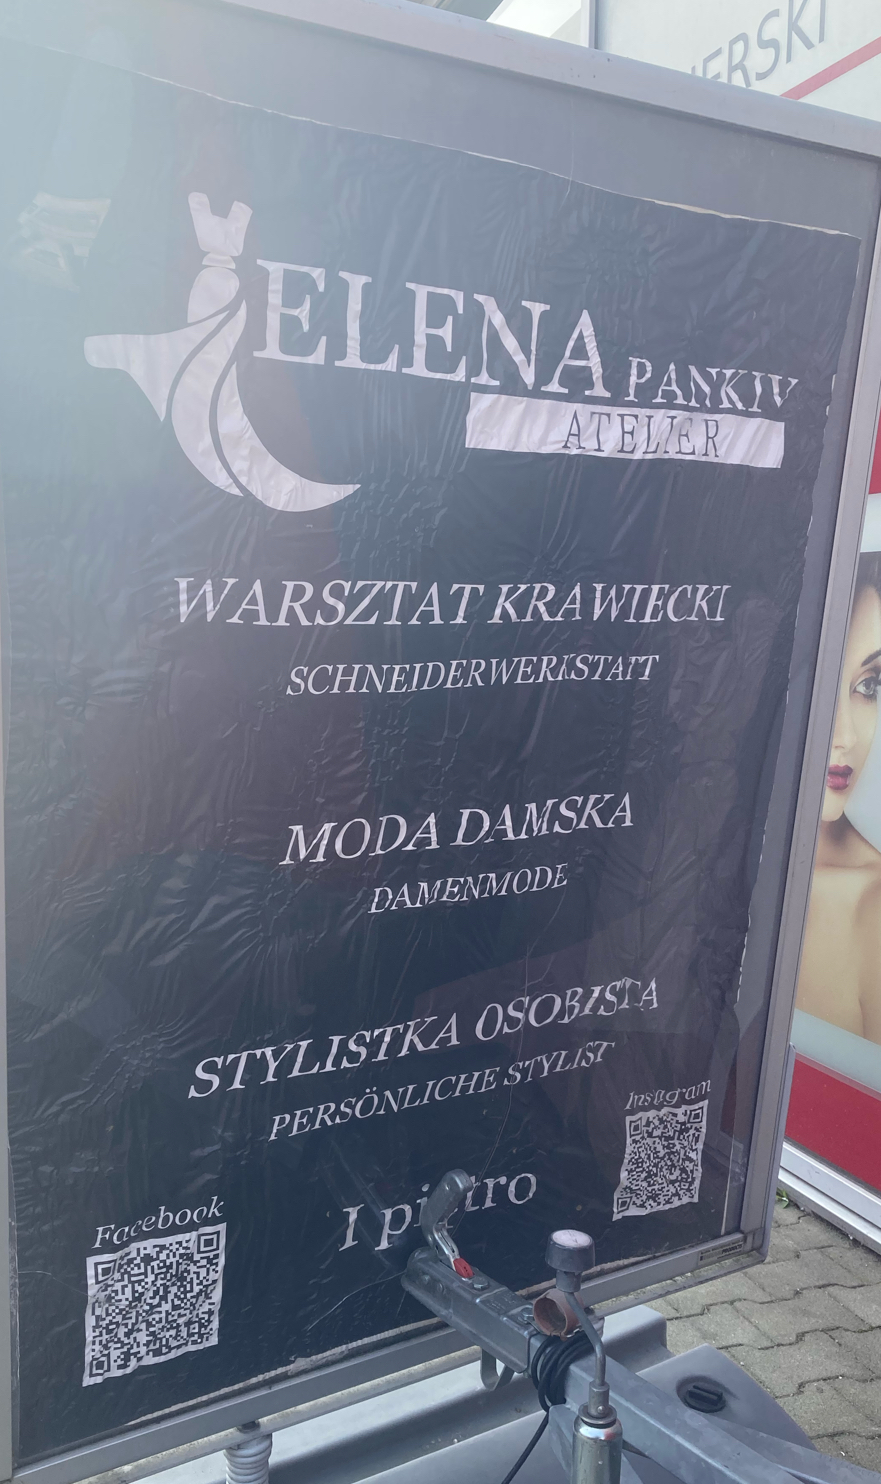 ERSKI
ELENA PANKIV
ATELIER
WARSZTAT KRAWIECKI
SCHNEIDERWERKSTATT
MODA DAMSKA
DAMENMODE
STYLISTKA OSOBISTA
PERSÖNLICHE STYLIST
Instagram
Facebook
I piętro